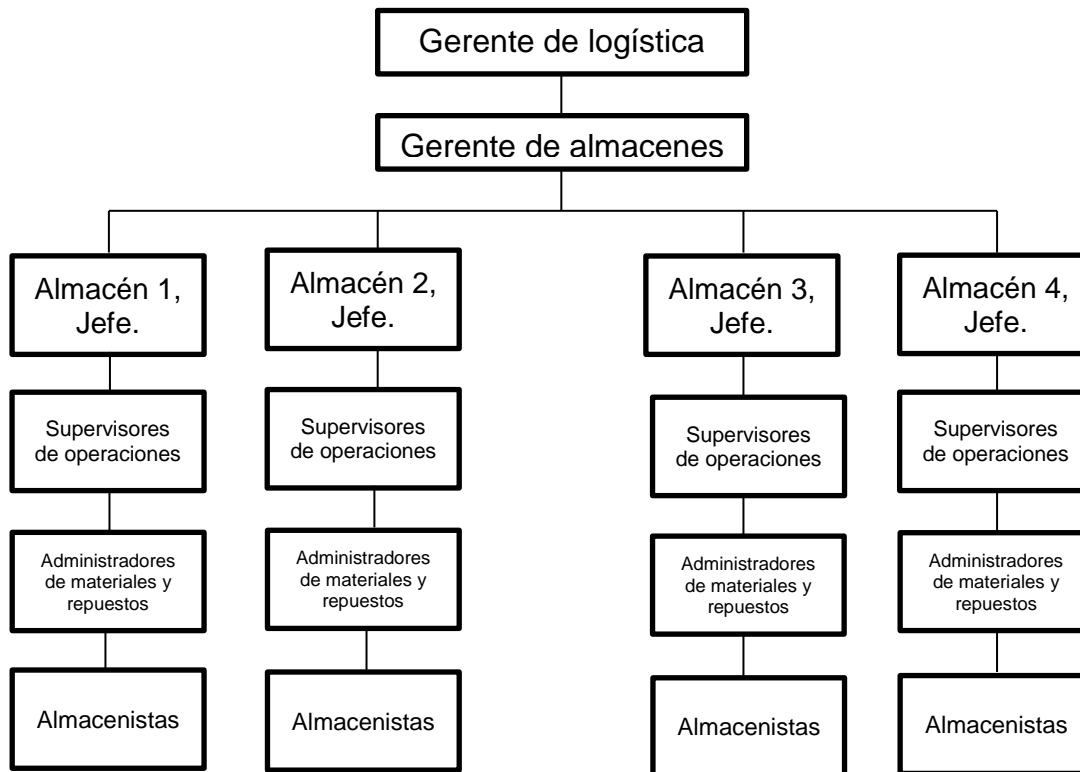 Gerente de logística
Gerente de almacenes
Almacén 1,
Jefe.
Almacén 2,
Jefe.
Almacén 3,
Jefe.
Almacén 4,
Jefe.
Supervisores
de operaciones
Supervisores
de operaciones
Supervisores
de operaciones
Supervisores
de operaciones
Administradores
de materiales y
repuestos
Administradores
de materiales y
repuestos
Administradores
de materiales y
repuestos
Administradores
de materiales y
repuestos
Almacenistas
Almacenistas
Almacenistas
Almacenistas